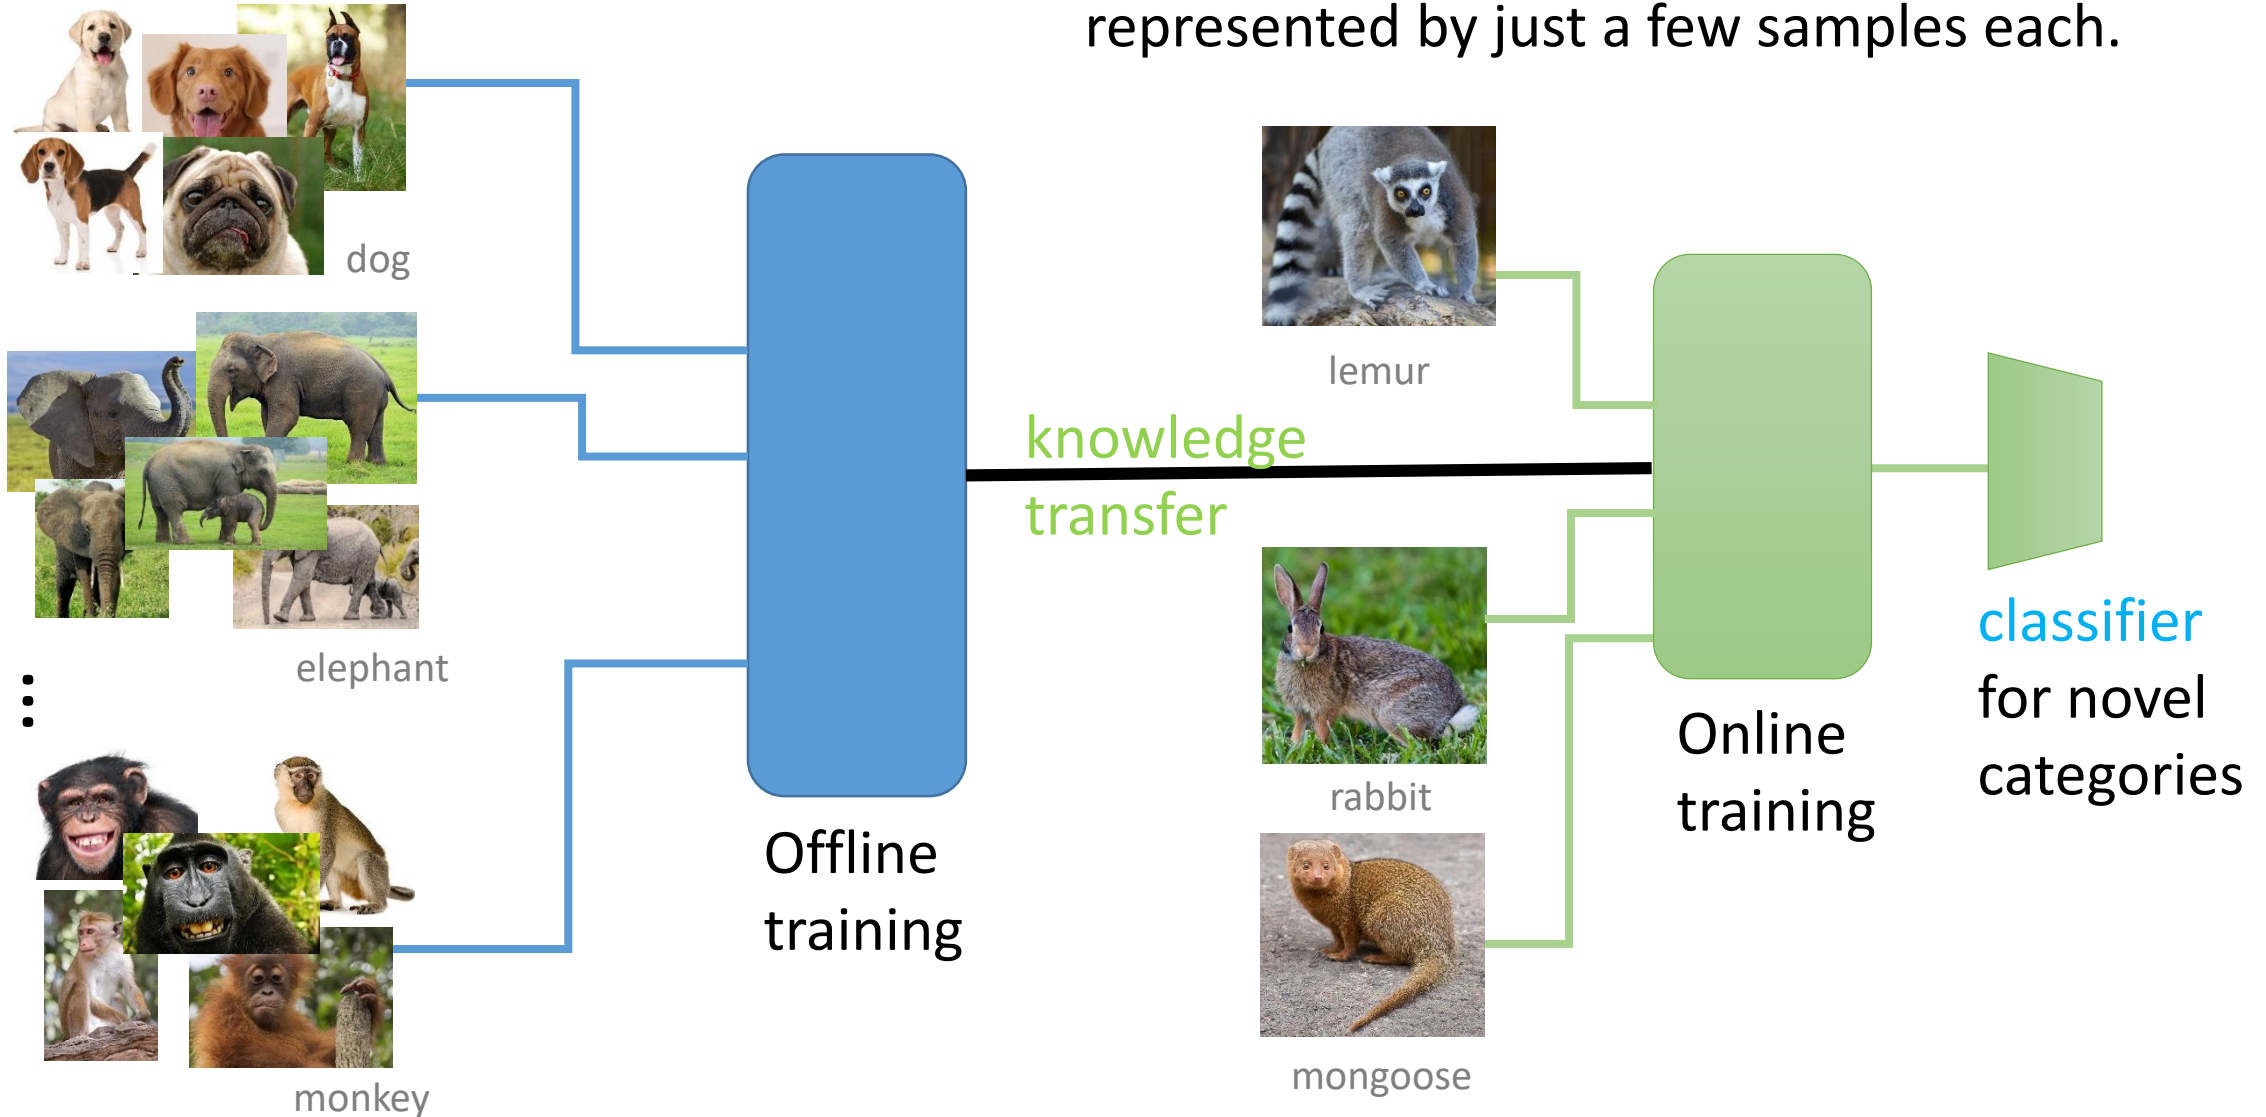 represented by just a few samples each.
dog
elephant
monkey
Offline
training
knowledge
transfer
lemur
rabbit
mongoose
Online
training
classifier
for novel
categories